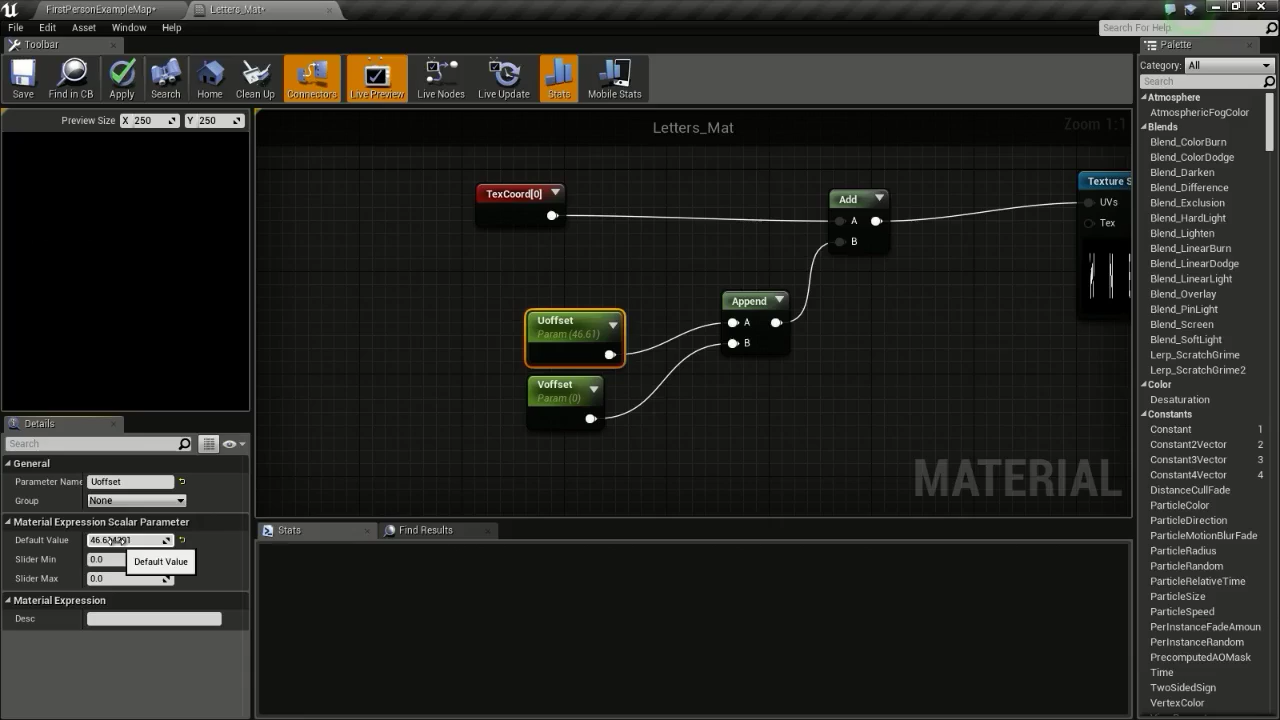 FirstPersonExampleMap*
Letters_Mat*
File Edit Asset Window Help
Search For Help
Toolbar
Save
Find in CB
Apply
Search
Home
Clean Up
Connectors
Live Preview
Live Nodes
Live Update
Stats
Mobile Stats
Preview Size X 250 Y 250
Letters_Mat
Zoom 1:1
TexCoord[0]
Add
A
B
Texture S
UVs
Tex
Append
A
B
Uoffset
Param (46.61)
Voffset
Param (0)
MATERIAL
Details
Search
General
Parameter Name Uoffset
Group None
Material Expression Scalar Parameter
Default Value
Slider Min 0.0
Default Value
Slider Max 0.0
Material Expression
Desc
Stats
Find Results
Palette
Category: All
Search
Atmosphere
AtmosphericFogColor
Blends
Blend_ColorBurn
Blend_ColorDodge
Blend_Darken
Blend_Difference
Blend_Exclusion
Blend_HardLight
Blend_Lighten
Blend_LinearBurn
Blend_LinearDodge
Blend_LinearLight
Blend_Overlay
Blend_PinLight
Blend_Screen
Blend_SoftLight
Lerp_ScratchGrime
Lerp_ScratchGrime2
Color
Desaturation
Constants
Constant 1
Constant2Vector 2
Constant3Vector 3
Constant4Vector 4
DistanceCullFade
ParticleColor
ParticleDirection
ParticleMotionBlurFade
ParticleRadius
ParticleRandom
ParticleRelativeTime
ParticleSize
ParticleSpeed
PerInstanceFadeAmoun
PerInstanceRandom
PrecomputedAOMask
Time
TwoSidedSign
VertexColor